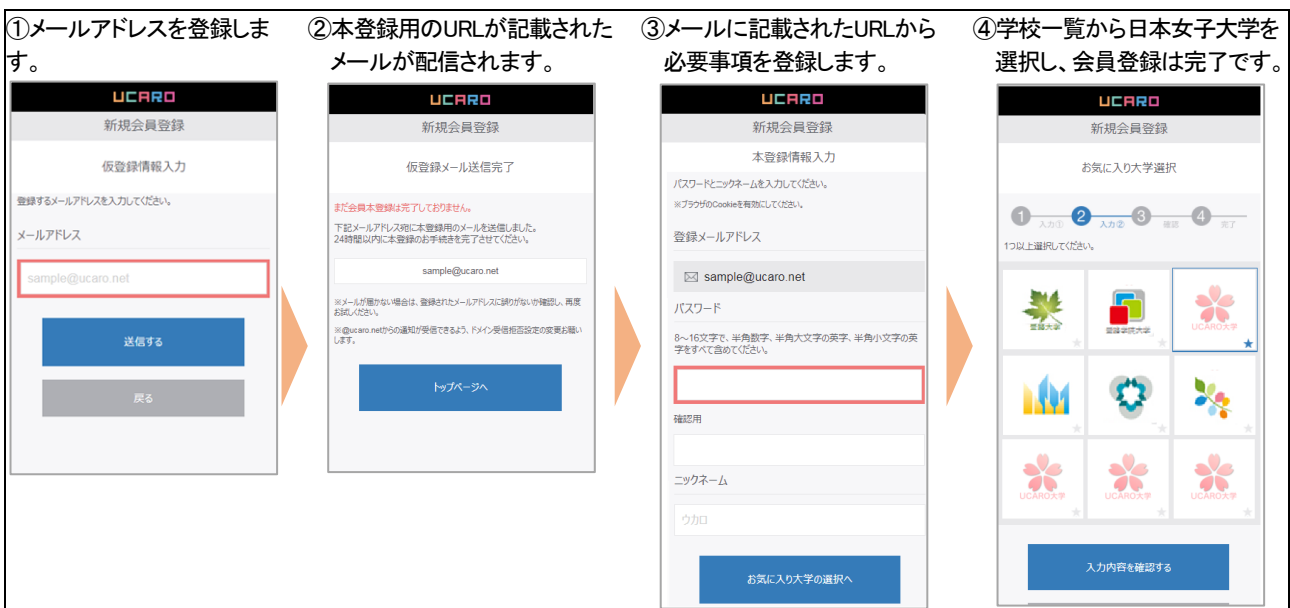 ①メールアドレスを登録しま
す。
UCARO
新規会員登録
仮登録情報入力
登録するメールアドレスを入力してください。
メールアドレス
sample@ucaro.net
送信する
戻る
②本登録用のURLが記載された
メールが配信されます。
UCARO
新規会員登録
仮登録メール送信完了
まだ会員本登録は完了しておりません。
下記メールアドレス宛に本登録用のメールを送信しました。
24時間以内に本登録のお手続きを完了させてください。
sample@ucaro.net
※メールが届かない場合は、登録されたメールアドレスに誤りがないか確認し、再度
お試しください。
※@ucaro.netからの通知が受信できるよう、ドメイン受信拒否設定の変更お願い
します。
トップページへ
③メールに記載されたURLから
必要事項を登録します。
UCARO
新規会員登録
本登録情報入力
パスワードとニックネームを入力してください。
※ブラウザのCookieを有効にしてください。
登録メールアドレス
sample@ucaro.net
パスワード
8～16文字で、半角数字、半角大文字の英字、半角小文字の英
字をすべて含めてください。
確認用
ニックネーム
ウカロ
お気に入り大学の選択へ
④学校一覧から日本女子大学を
選択し、会員登録は完了です。
UCARO
新規会員登録
お気に入り大学選択
1 入力① 2 入力② 3 確認 4 完了
1つ以上選択してください。
UCARO大学
UCARO大学 UCARO大学 UCARO大学
入力内容を確認する